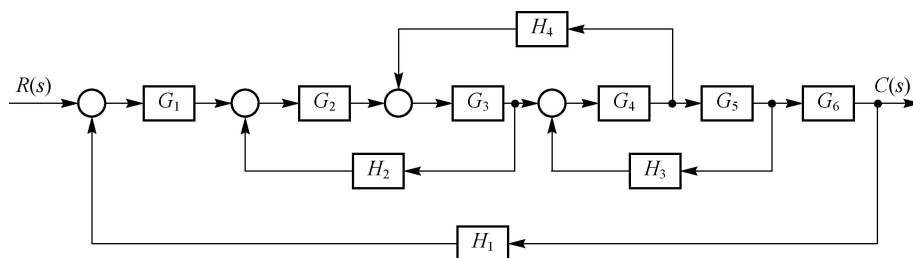 H₄
R(s) G₁ G₂ G₃ G₄ G₅ G₆ C(s)
H₂ H₃
H₁